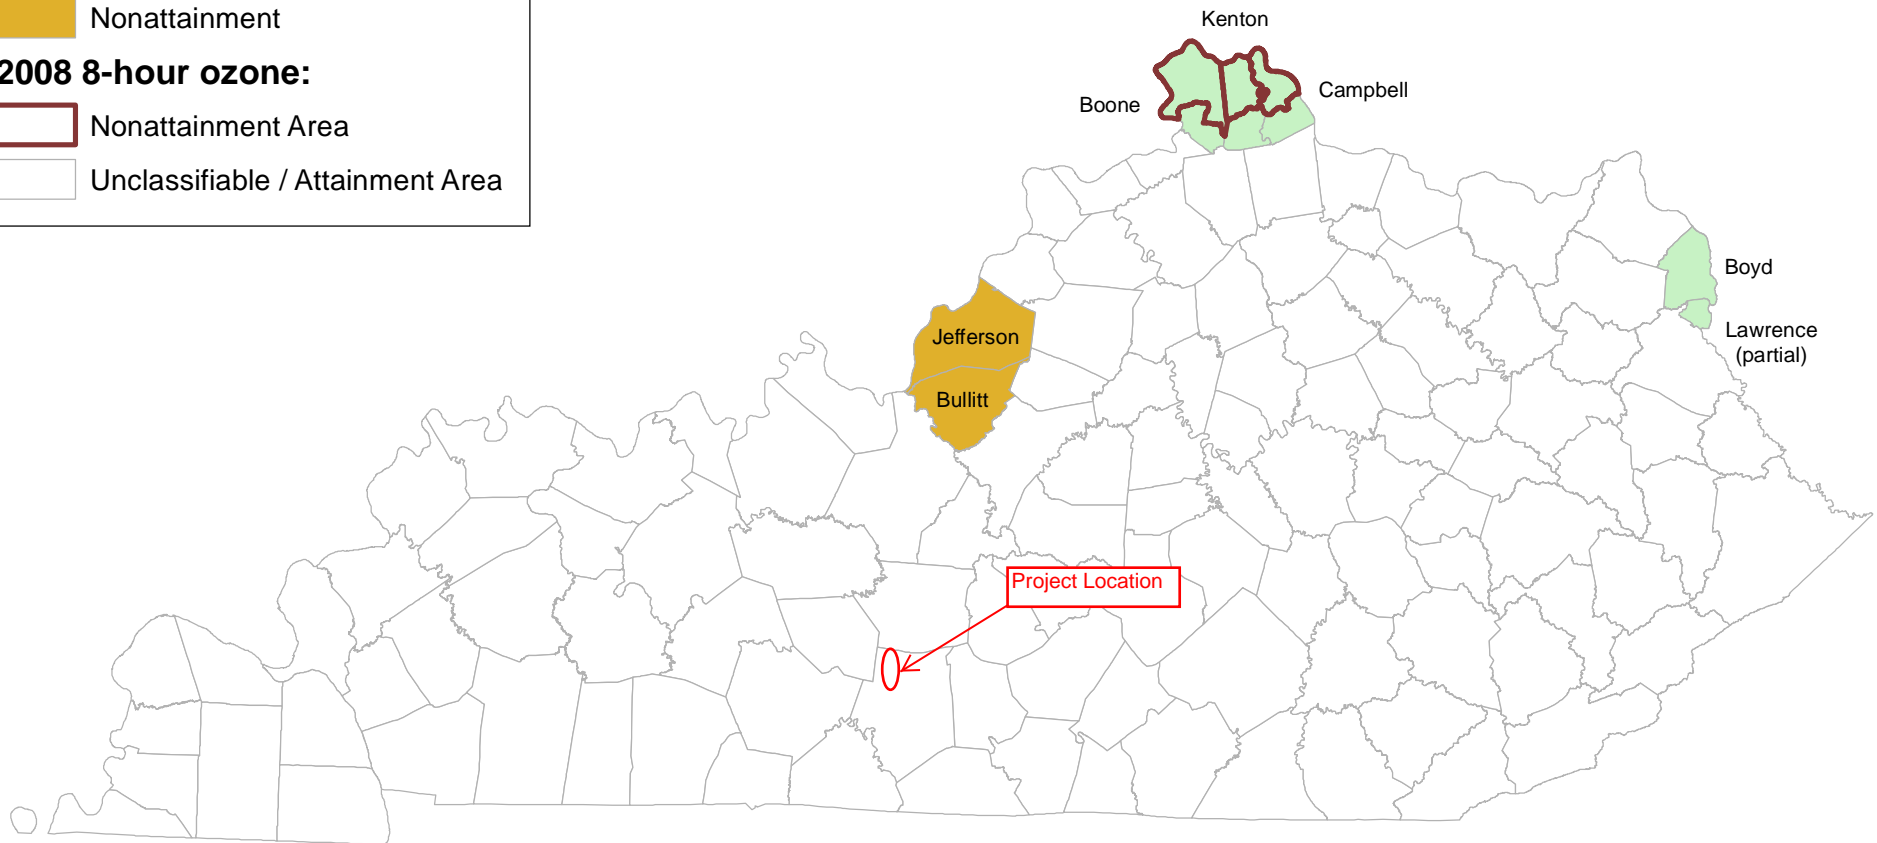 Nonattainment
2008 8-hour ozone:
Nonattainment Area
Unclassifiable / Attainment Area
Kenton
Boone
Campbell
Boyd
Lawrence
(partial)
Jefferson
Bullitt
Project Location